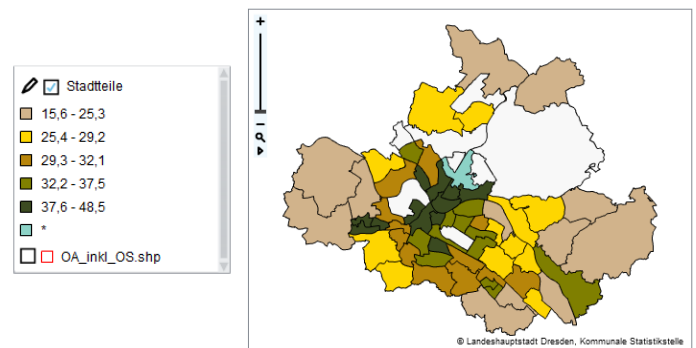 Stadtteile
15,6 - 25,3
25,4 - 29,2
29,3 - 32,1
32,2 - 37,5
37,6 - 48,5
*
OA_inkl_OS.shp
+
−
© Landeshauptstadt Dresden, Kommunale Statistikstelle